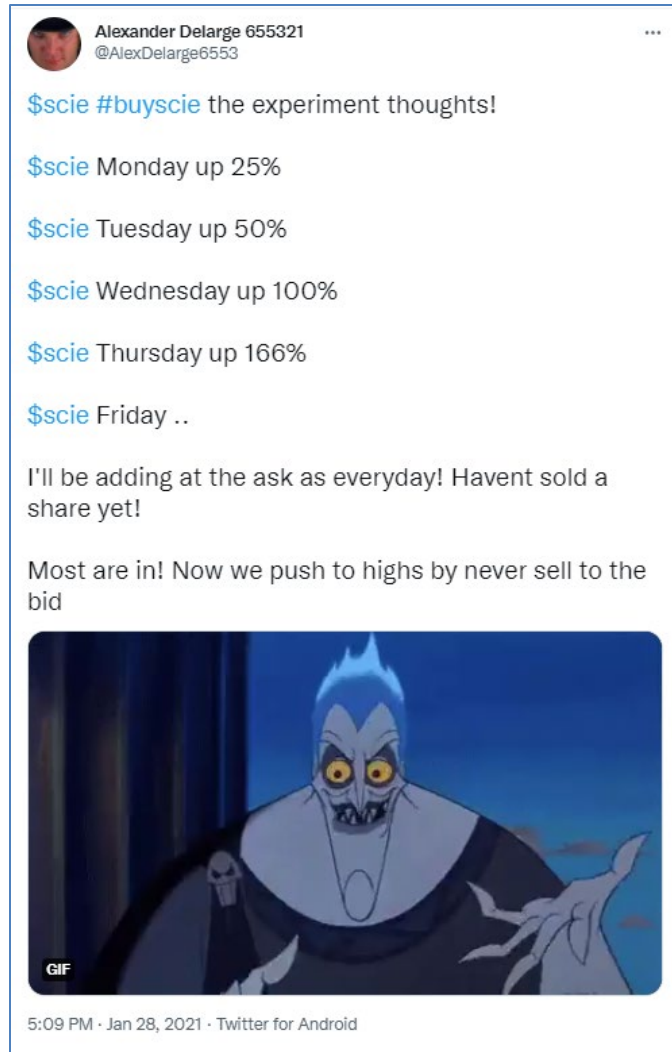 Alexander Delarge 655321
@AlexDelarge6553
...
$scie #buyscie the experiment thoughts!
$scie Monday up 25%
$scie Tuesday up 50%
$scie Wednesday up 100%
$scie Thursday up 166%
$scie Friday ..
I'll be adding at the ask as everyday! Havent sold a
share yet!
Most are in! Now we push to highs by never sell to the
bid
GIF
5:09 PM · Jan 28, 2021 · Twitter for Android